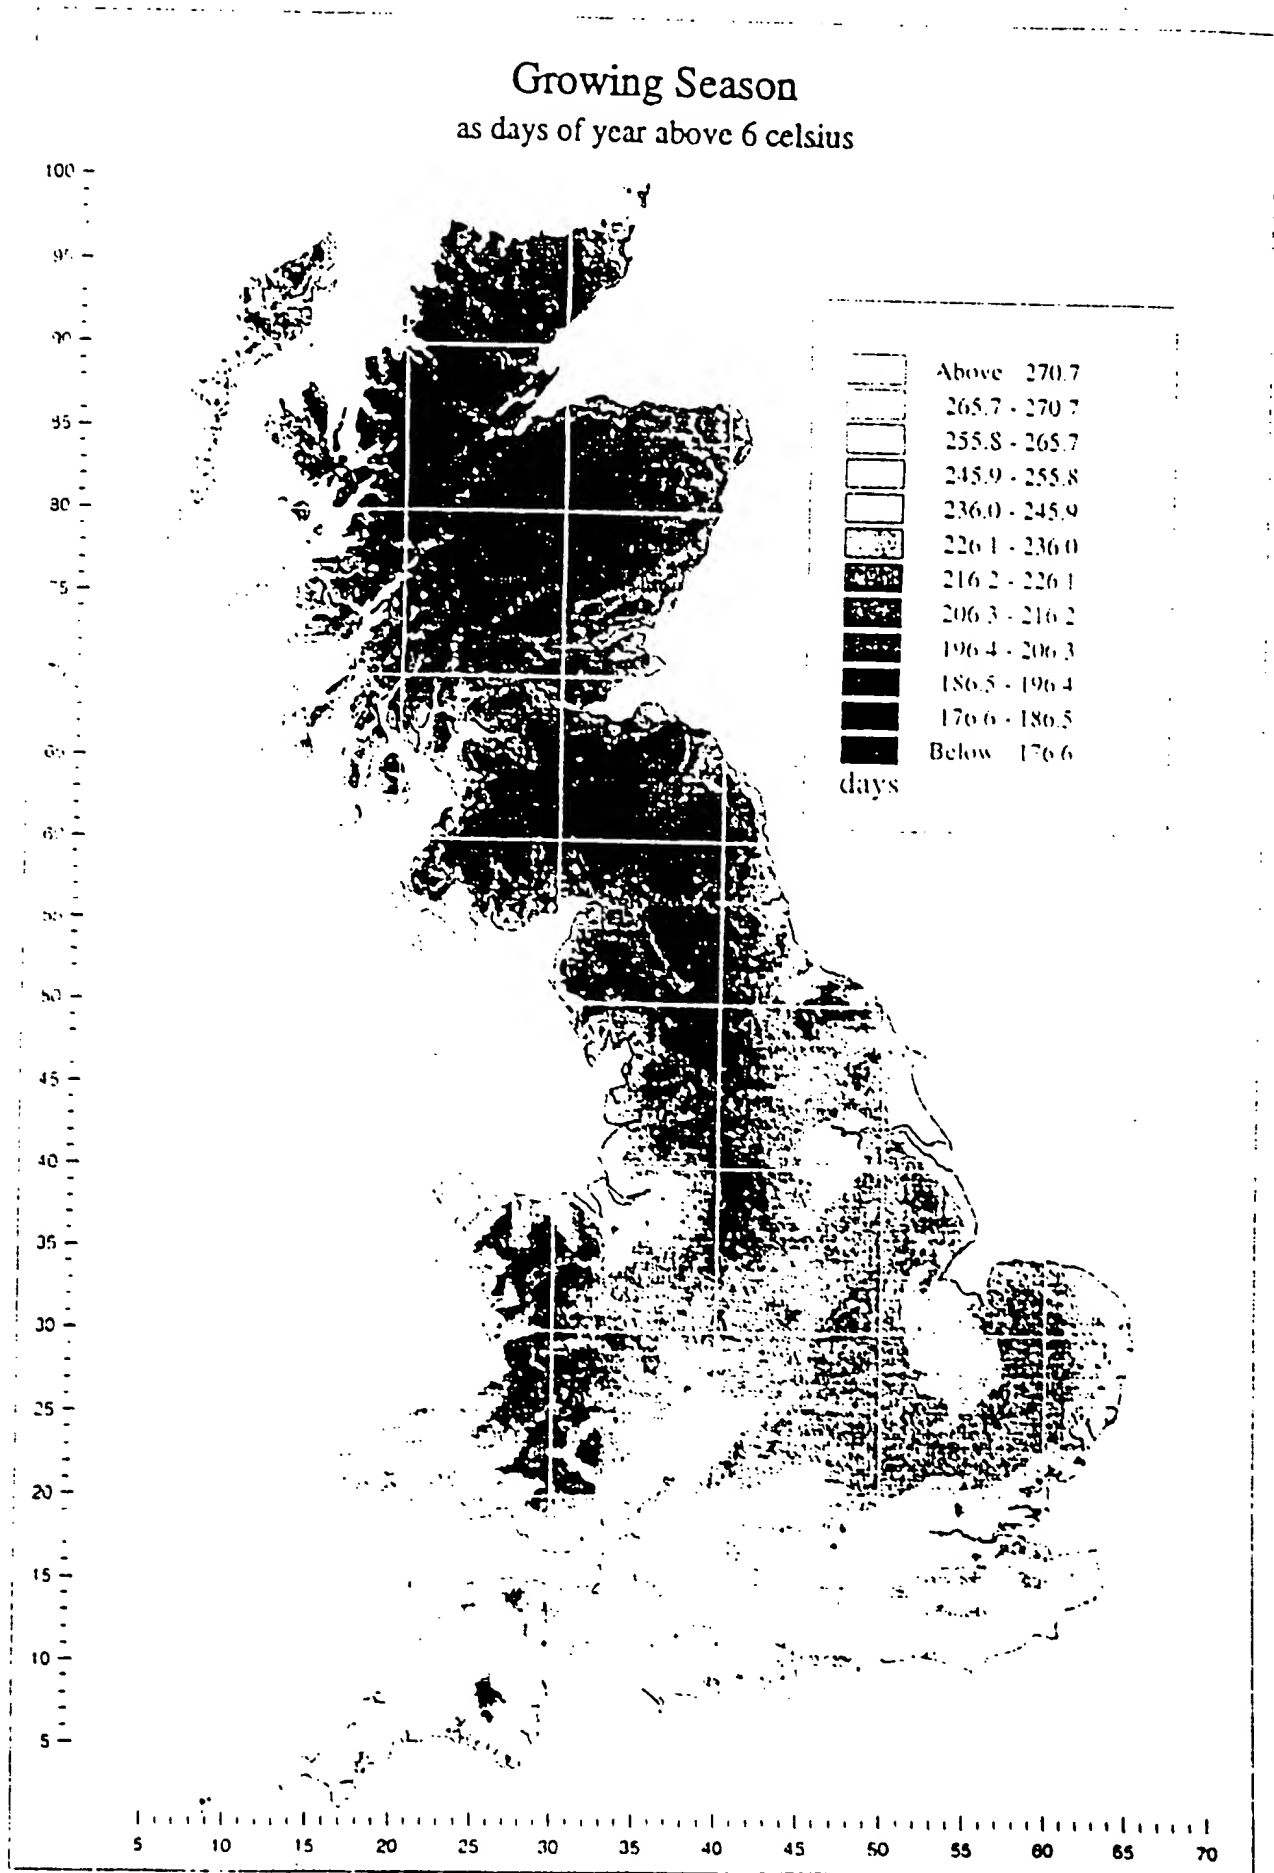 Growing Season
as days of year above 6 celsius
100
95
90
85
80
75
65
60
55
50
45
40
35
30
25
20
15
10
5
Above 270.7
265.7 - 270.7
255.8 - 265.7
245.9 - 255.8
236.0 - 245.9
226.1 - 236.0
216.2 - 226.1
206.3 - 216.2
196.4 - 206.3
186.5 - 196.4
176.6 - 186.5
Below 176.6
days
5 10 15 20 25 30 35 40 45 50 55 60 65 70